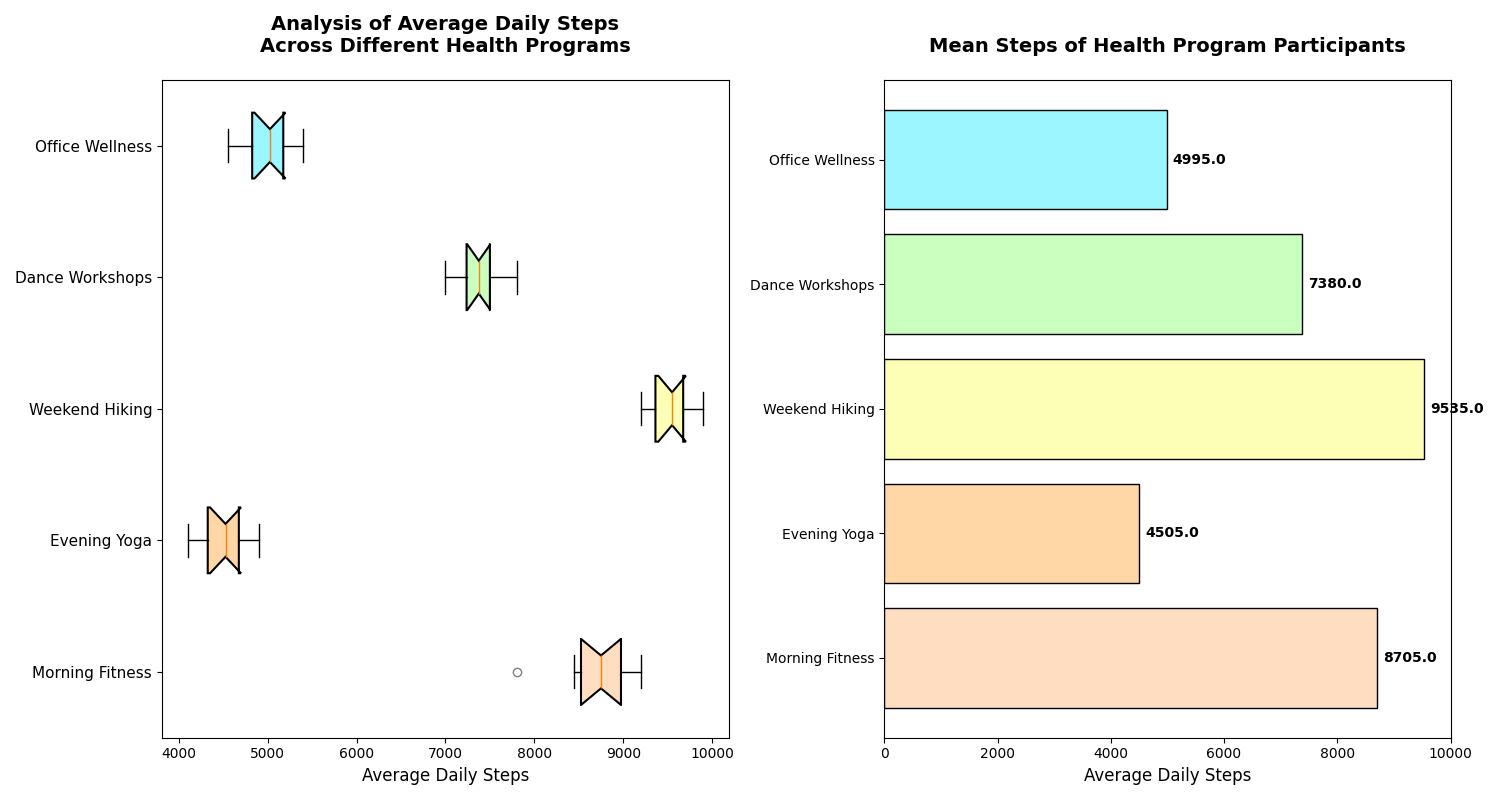 Analysis of Average Daily Steps
Across Different Health Programs
Office Wellness
Dance Workshops
Weekend Hiking
Evening Yoga
Morning Fitness
4000 5000 6000 7000 8000 9000 10000
Average Daily Steps
Mean Steps of Health Program Participants
Office Wellness 4995.0
Dance Workshops 7380.0
Weekend Hiking 9535.0
Evening Yoga 4505.0
Morning Fitness 8705.0
0 2000 4000 6000 8000 10000
Average Daily Steps